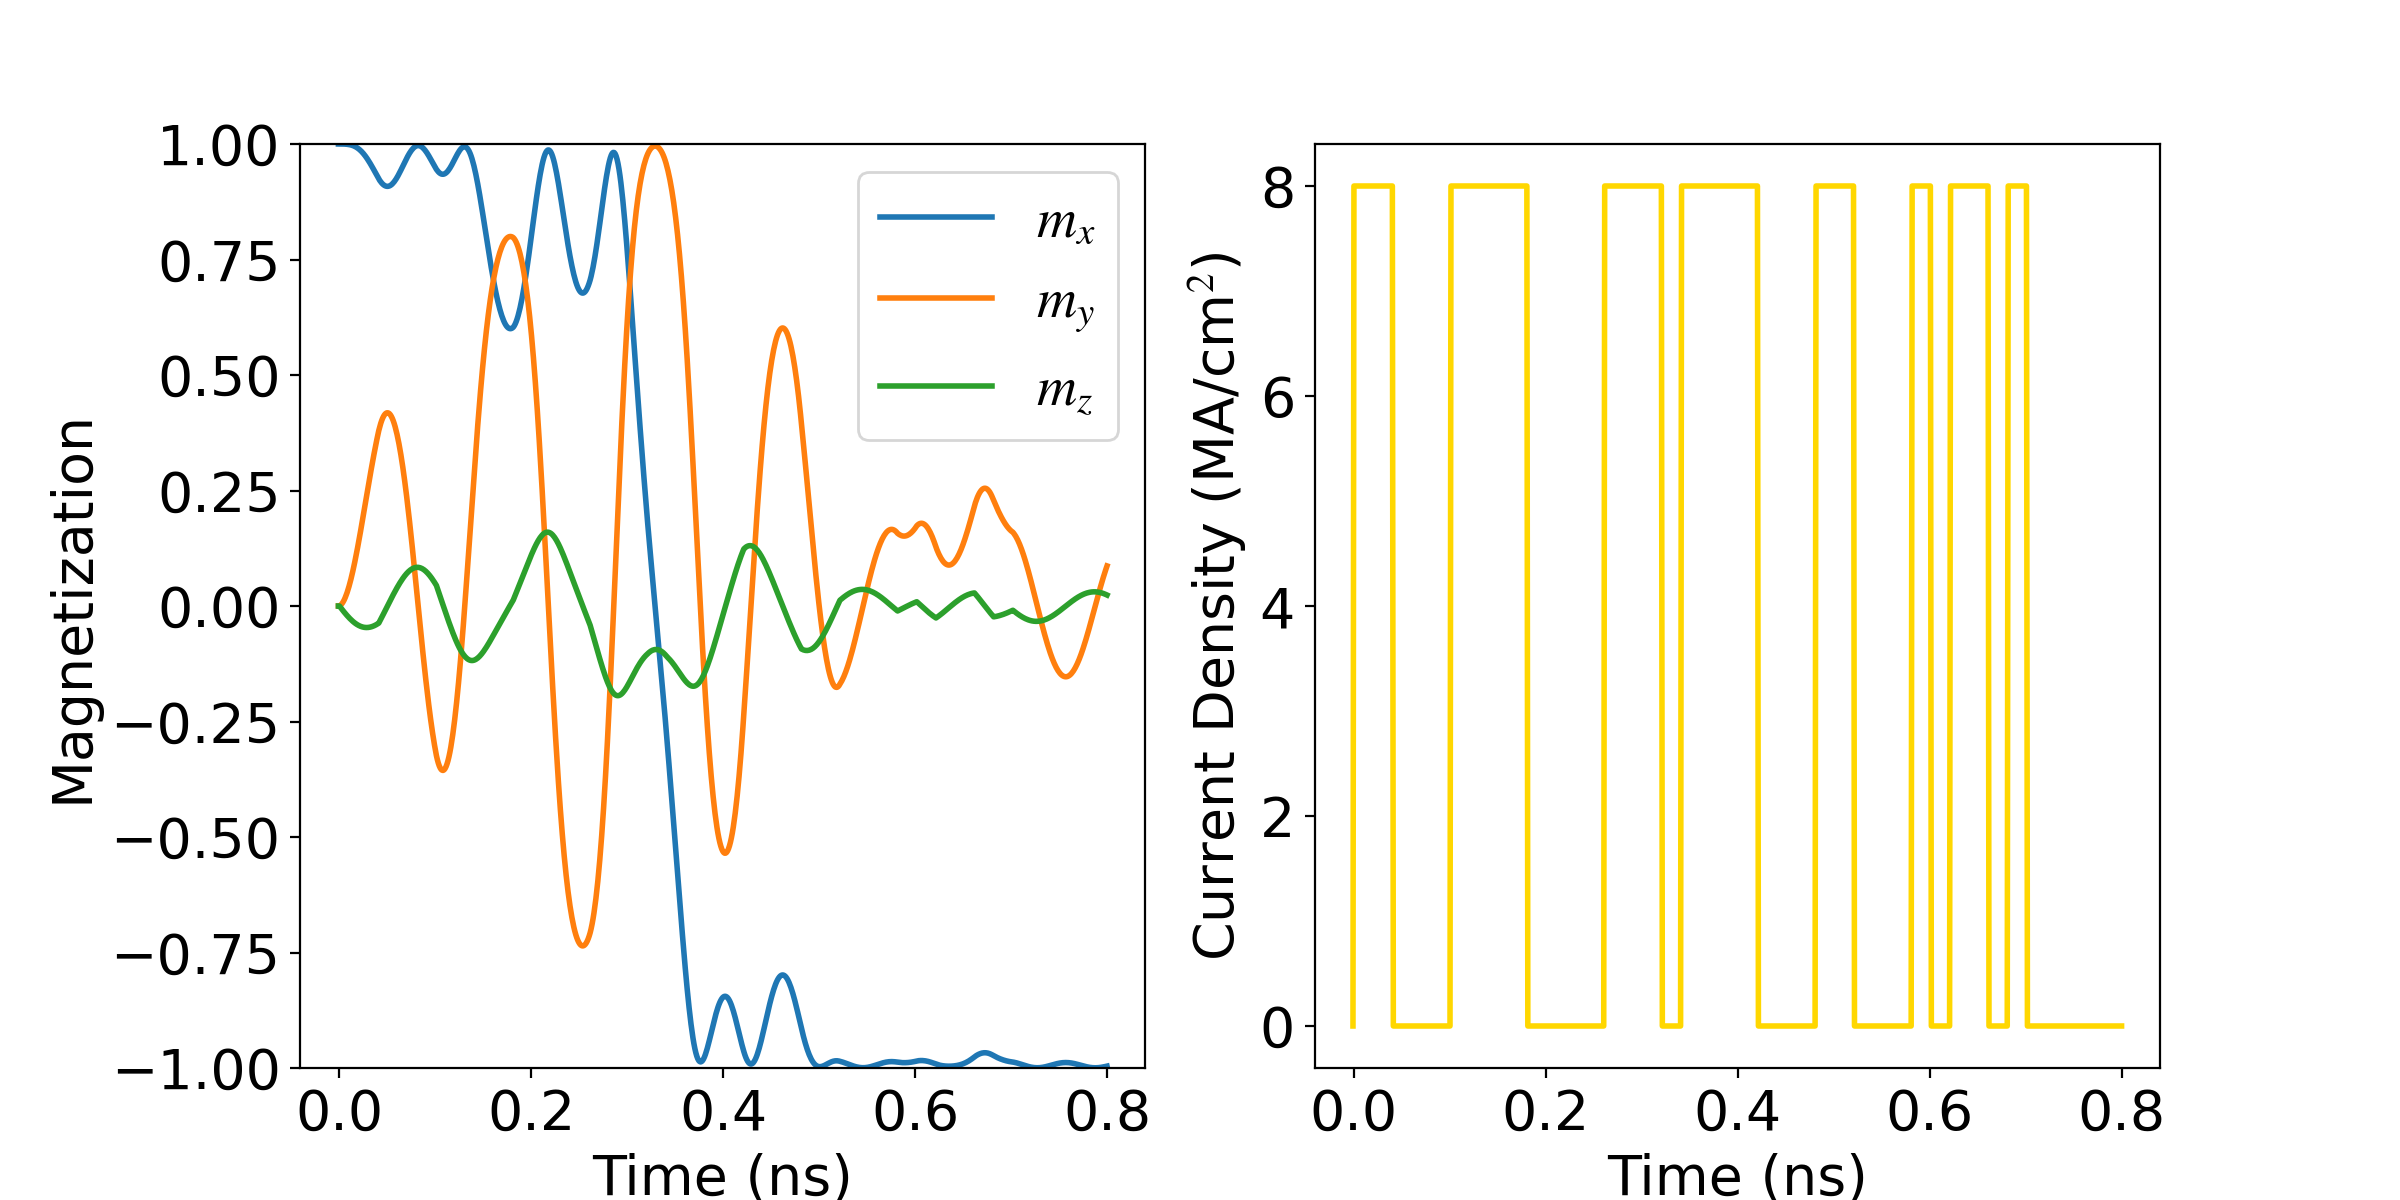 Magnetization
1.00
0.75
0.50
0.25
0.00
−0.25
−0.50
−0.75
−1.00
0.0 0.2 0.4 0.6 0.8
Time (ns)
m_x
m_y
m_z
Current Density (MA/cm²)
8
6
4
2
0
0.0 0.2 0.4 0.6 0.8
Time (ns)